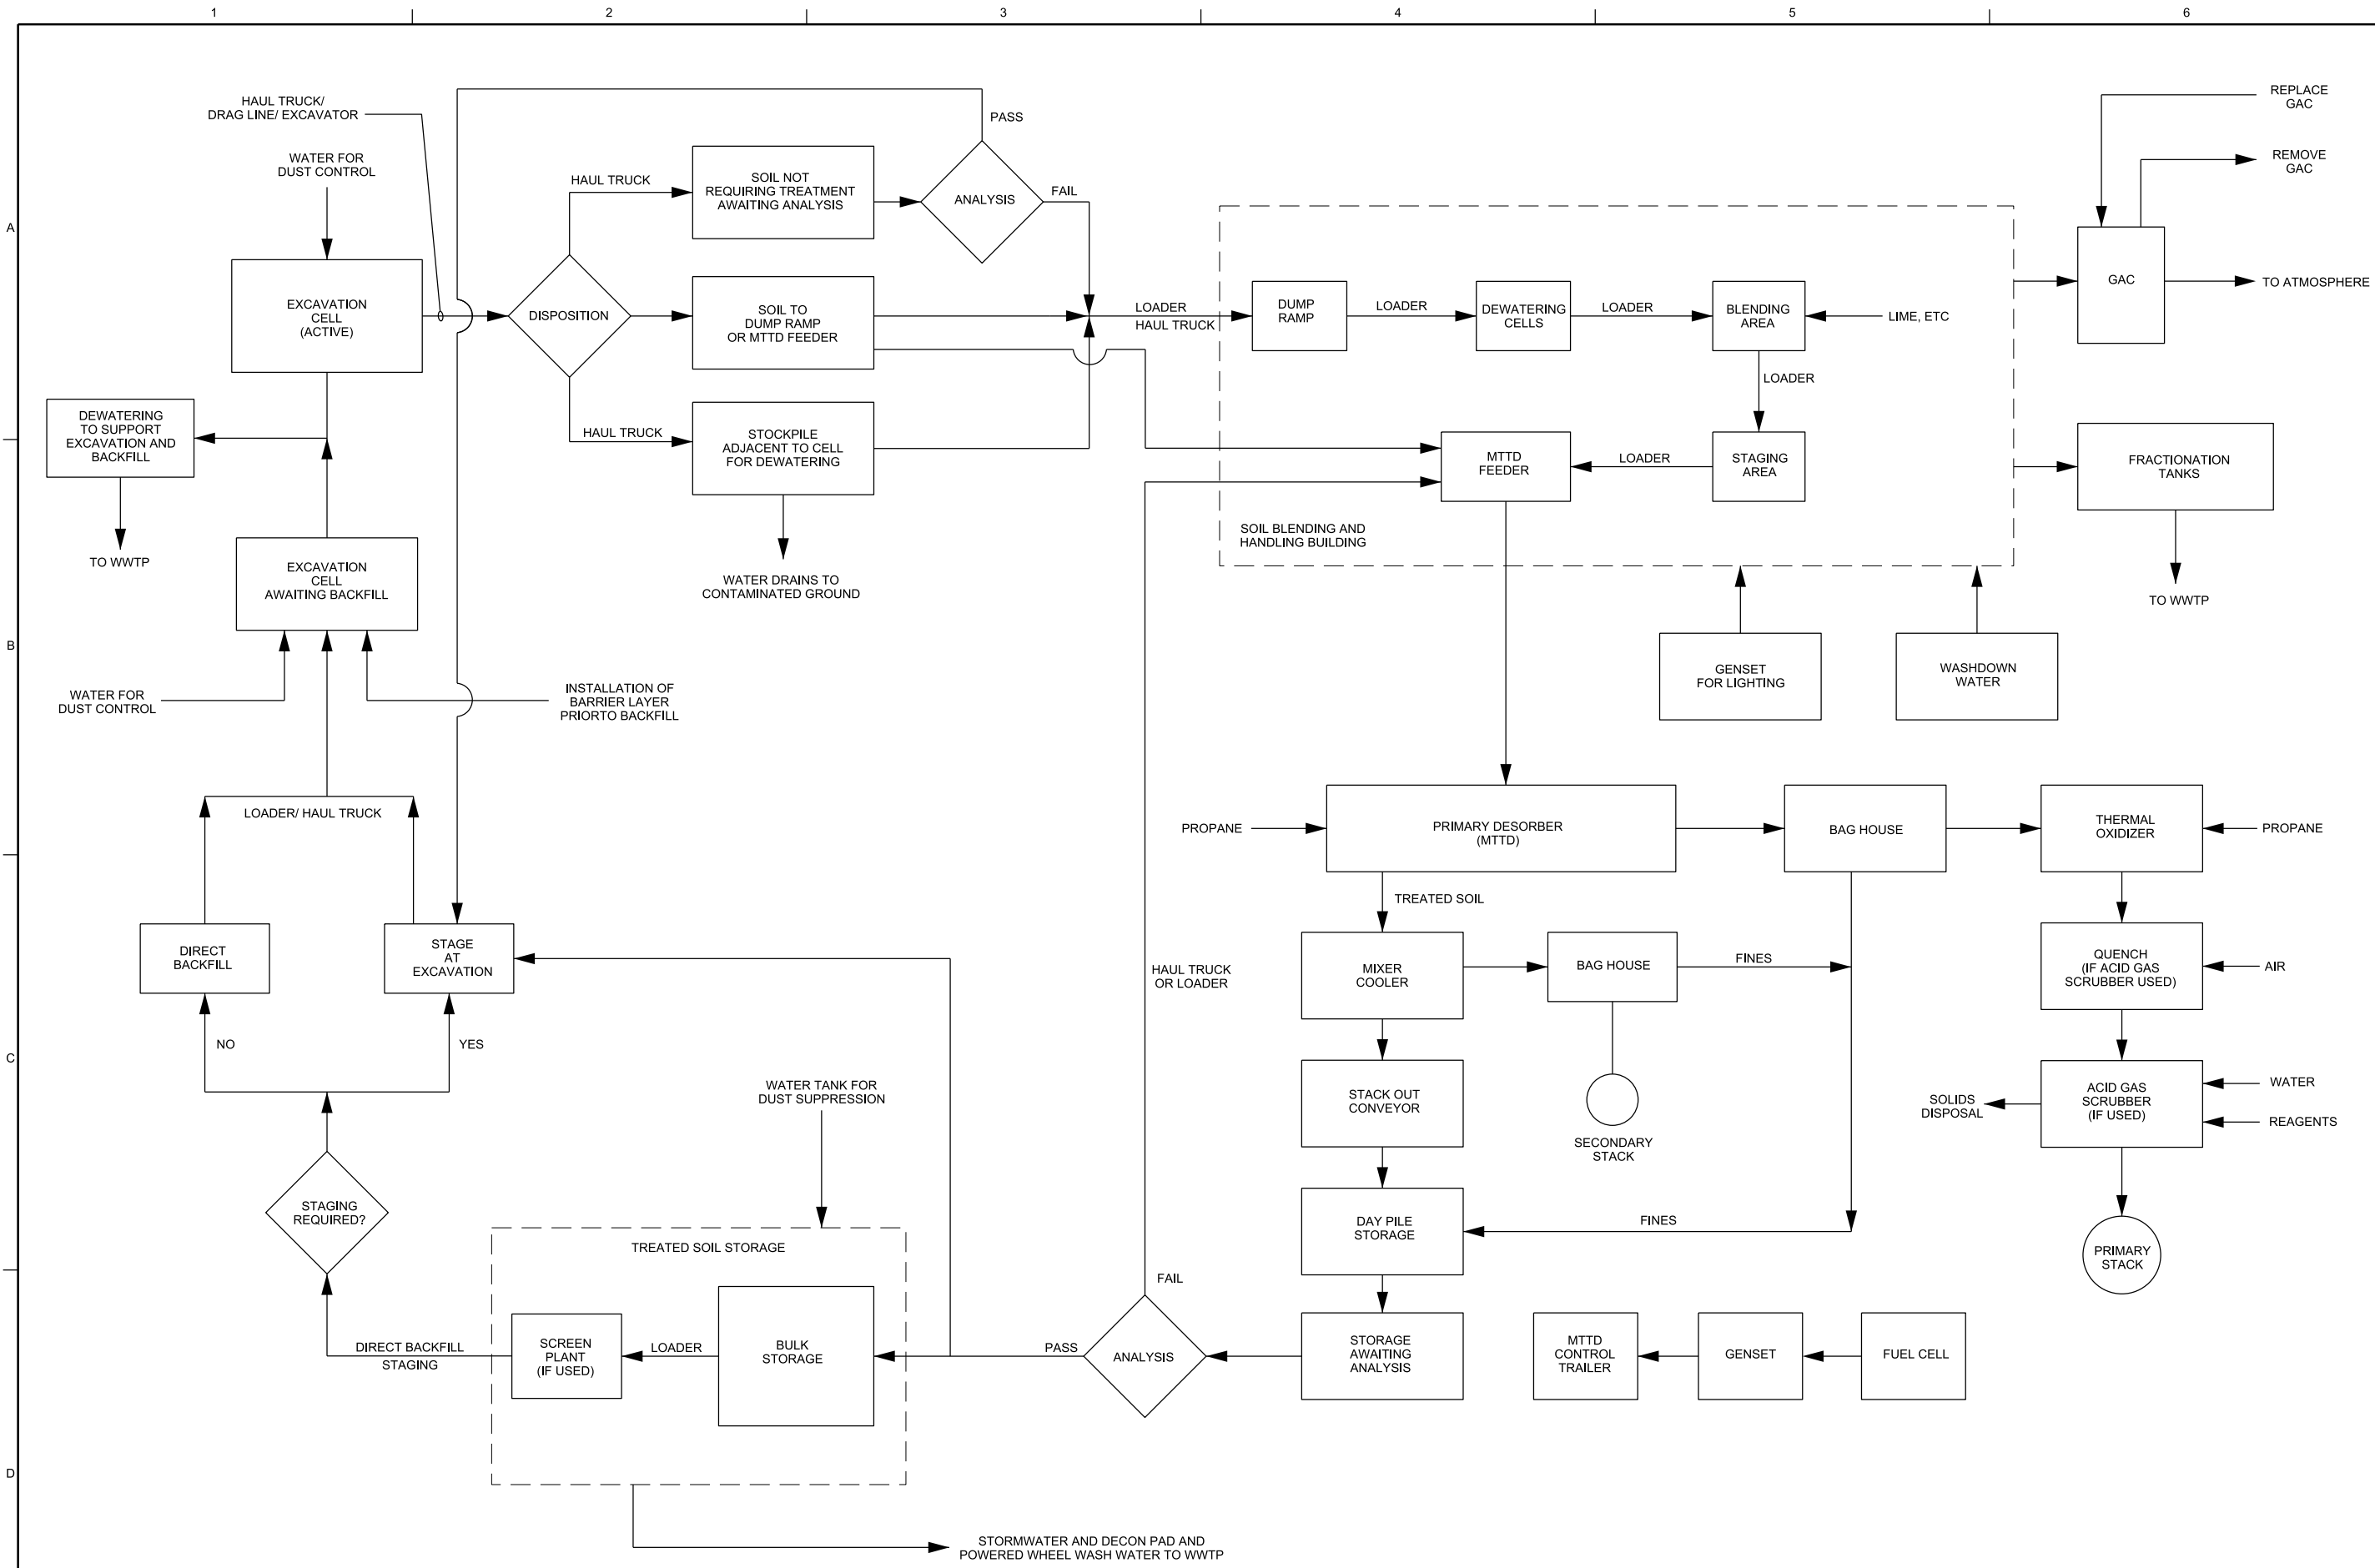 1
2
3
4
5
6
A
B
C
D
HAUL TRUCK/
DRAG LINE/ EXCAVATOR
WATER FOR
DUST CONTROL
EXCAVATION
CELL
(ACTIVE)
DEWATERING
TO SUPPORT
EXCAVATION AND
BACKFILL
TO WWTP
EXCAVATION
CELL
AWAITING BACKFILL
WATER FOR
DUST CONTROL
INSTALLATION OF
BARRIER LAYER
PRIORTO BACKFILL
LOADER/ HAUL TRUCK
DIRECT
BACKFILL
STAGE
AT
EXCAVATION
NO
YES
STAGING
REQUIRED?
DIRECT BACKFILL
STAGING
DISPOSITION
HAUL TRUCK
SOIL NOT
REQUIRING TREATMENT
AWAITING ANALYSIS
PASS
ANALYSIS
FAIL
SOIL TO
DUMP RAMP
OR MTTD FEEDER
HAUL TRUCK
STOCKPILE
ADJACENT TO CELL
FOR DEWATERING
WATER DRAINS TO
CONTAMINATED GROUND
LOADER
HAUL TRUCK
DUMP
RAMP
LOADER
DEWATERING
CELLS
LOADER
BLENDING
AREA
LIME, ETC
LOADER
STAGING
AREA
LOADER
MTTD
FEEDER
SOIL BLENDING AND
HANDLING BUILDING
REPLACE
GAC
REMOVE
GAC
GAC
TO ATMOSPHERE
FRACTIONATION
TANKS
TO WWTP
GENSET
FOR LIGHTING
WASHDOWN
WATER
PROPANE
PRIMARY DESORBER
(MTTD)
BAG HOUSE
THERMAL
OXIDIZER
PROPANE
TREATED SOIL
MIXER
COOLER
BAG HOUSE
FINES
QUENCH
(IF ACID GAS
SCRUBBER USED)
AIR
HAUL TRUCK
OR LOADER
STACK OUT
CONVEYOR
SECONDARY
STACK
SOLIDS
DISPOSAL
ACID GAS
SCRUBBER
(IF USED)
WATER
REAGENTS
DAY PILE
STORAGE
FINES
PRIMARY
STACK
WATER TANK FOR
DUST SUPPRESSION
TREATED SOIL STORAGE
SCREEN
PLANT
(IF USED)
LOADER
BULK
STORAGE
PASS
FAIL
ANALYSIS
STORAGE
AWAITING
ANALYSIS
MTTD
CONTROL
TRAILER
GENSET
FUEL CELL
STORMWATER AND DECON PAD AND
POWERED WHEEL WASH WATER TO WWTP